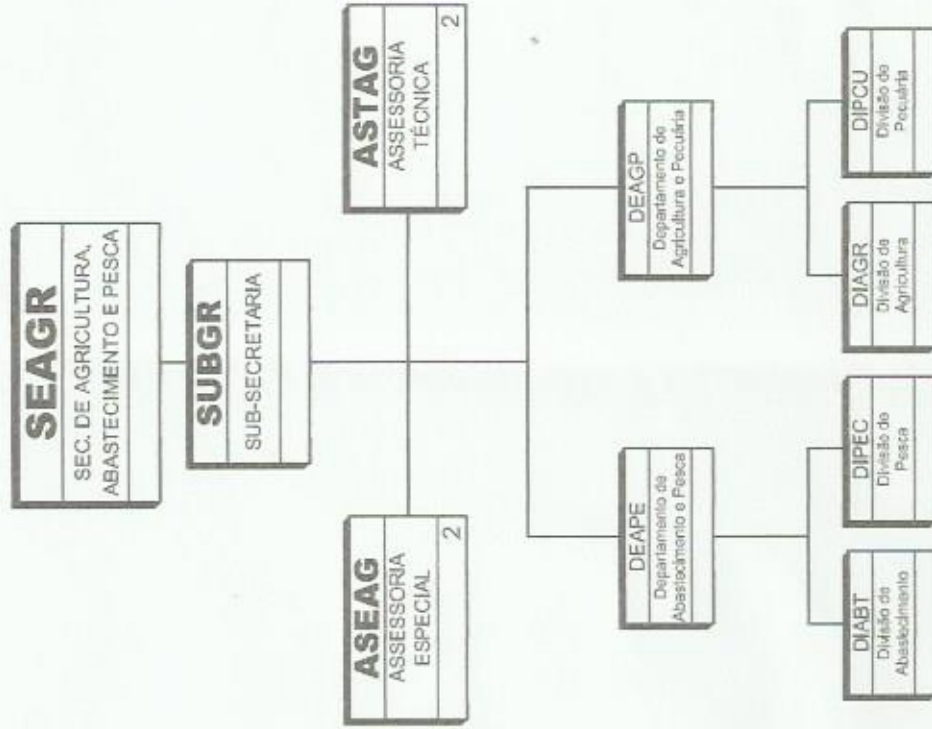 SEAGR
SEC. DE AGRICULTURA,
ABASTECIMENTO E PESCA
SUBGR
SUB-SECRETARIA
ASEAG
ASSESSORIA
ESPECIAL
2
ASTAG
ASSESSORIA
TÉCNICA
2
DEAPE
Departamento de
Abastecimento e Pesca
DEAGP
Departamento de
Agricultura e Pecuária
DIABT
Divisão de
Abastecimento
DIPEC
Divisão de
Pesca
DIAGR
Divisão de
Agricultura
DIPCU
Divisão de
Pecuária